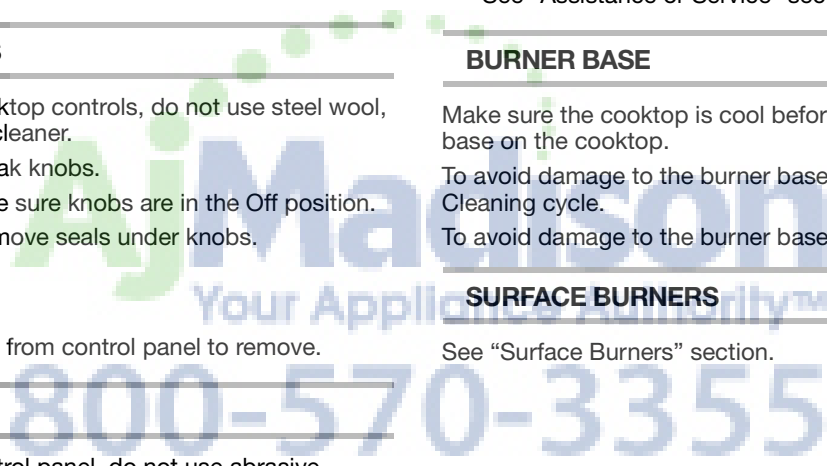 ktop controls, do not use steel wool,
cleaner.
ak knobs.
e sure knobs are in the Off position.
move seals under knobs.
from control panel to remove.
trol panel, do not use abrasive
See “Assistance or Service” sec
BURNER BASE
Make sure the cooktop is cool befor
base on the cooktop.
To avoid damage to the burner base
Cleaning cycle.
To avoid damage to the burner base
SURFACE BURNERS
See “Surface Burners” section.
AjMadison
Your Appliance Authority™
800-570-3355